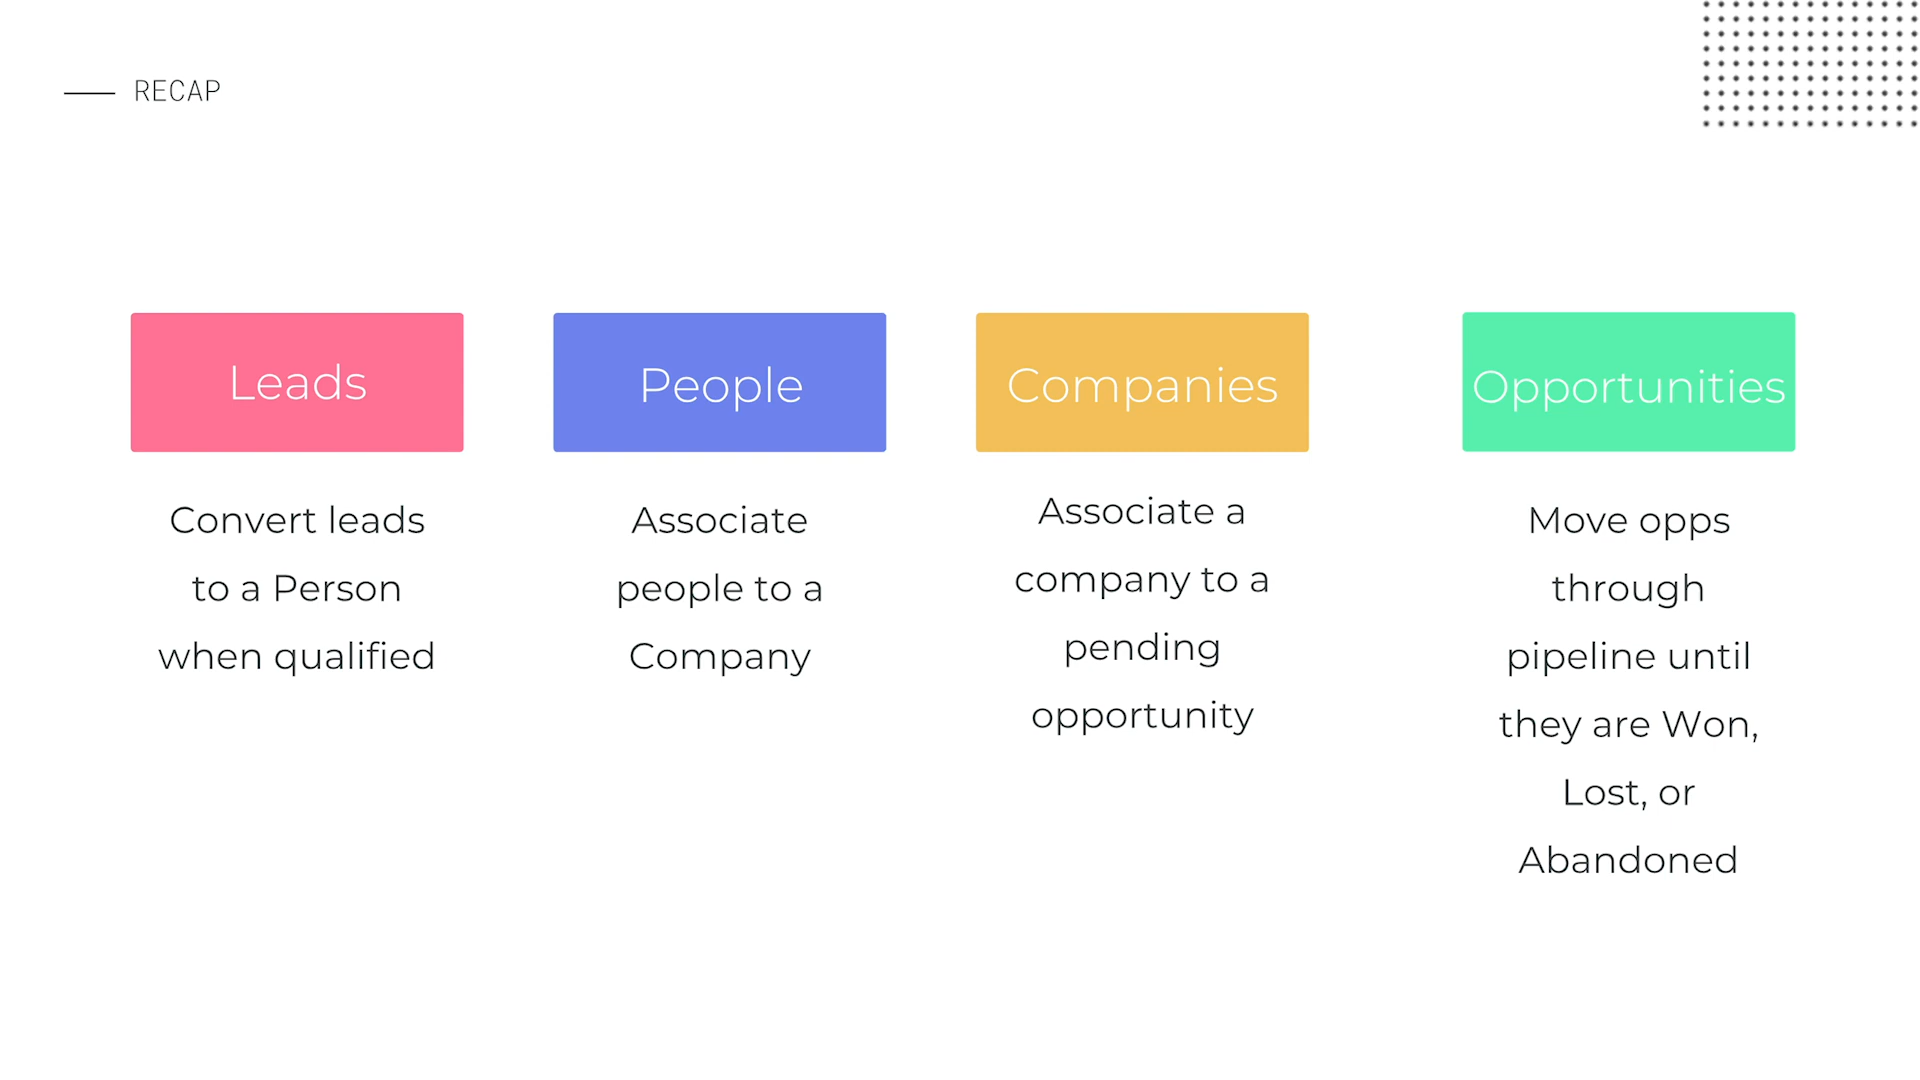 RECAP
Leads
Convert leads
to a Person
when qualified
People
Associate
people to a
Company
Companies
Associate a
company to a
pending
opportunity
Opportunities
Move opps
through
pipeline until
they are Won,
Lost, or
Abandoned